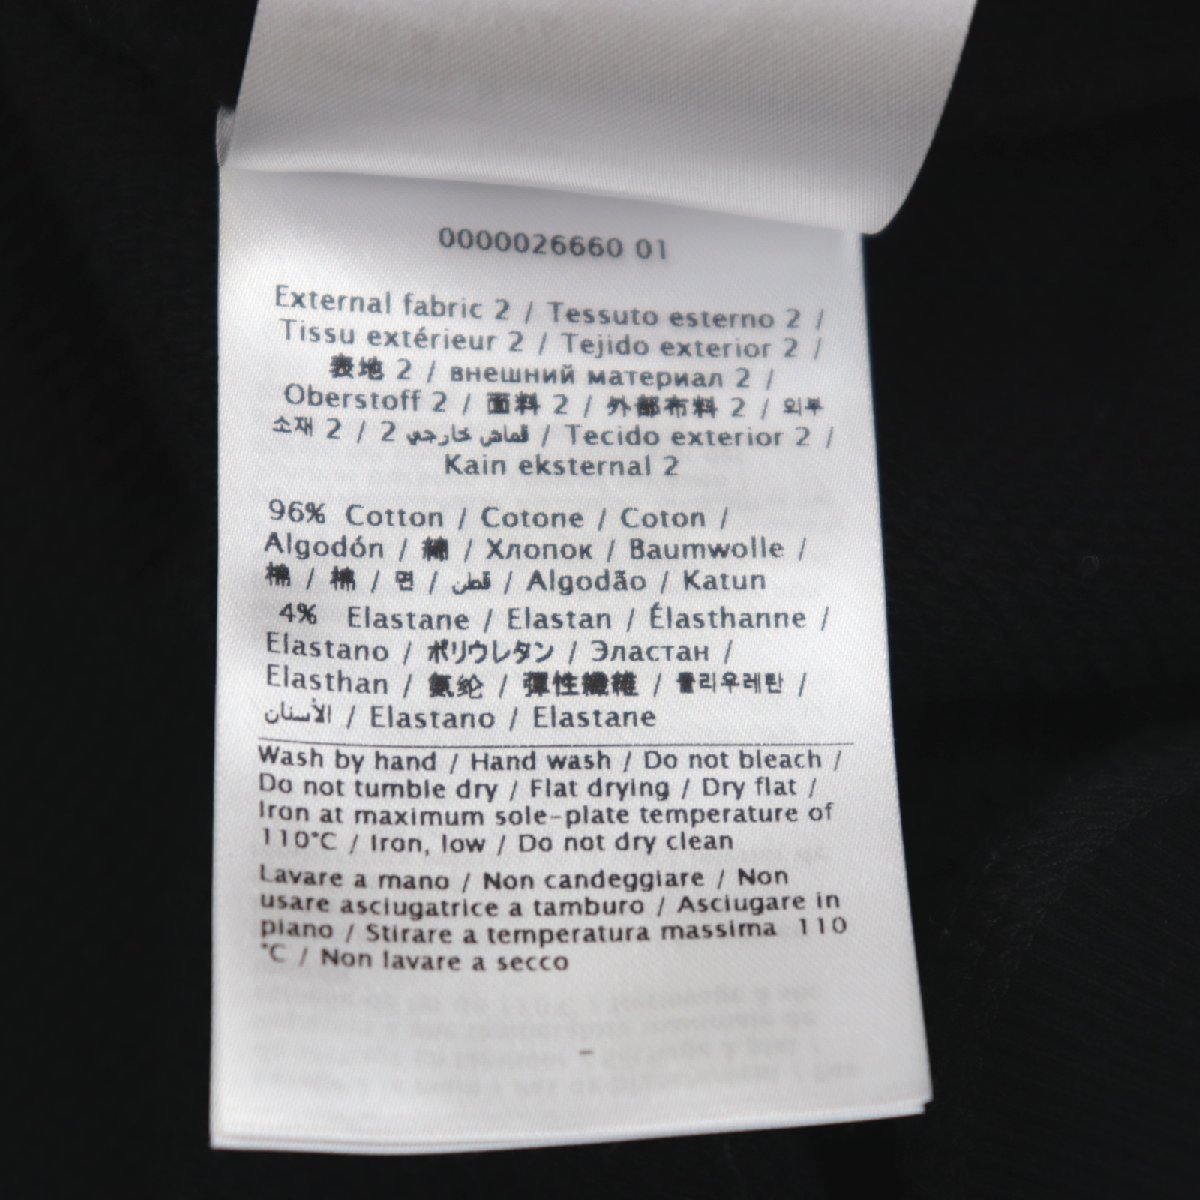 0000026660 01
External fabric 2 / Tessuto esterno 2 /
Tissu extérieur 2 / Tejido exterior 2 /
表地 2 / внешний материал 2 /
Oberstoff 2 / 面料 2 / 外部布料 2 / 외부
소재 2 / 2 قماش خارجي / Tecido exterior 2 /
Kain eksternal 2
96% Cotton / Cotone / Coton /
Algodón / 綿 / Хлопок / Baumwolle /
棉 / 棉 / 면 / قطن / Algodão / Katun
4% Elastane / Elastan / Élasthanne /
Elastano / ポリウレタン / Эластан /
Elasthan / 氨纶 / 彈性纖維 / 폴리우레탄 /
الأسنان / Elastano / Elastane
Wash by hand / Hand wash / Do not bleach /
Do not tumble dry / Flat drying / Dry flat /
Iron at maximum sole-plate temperature of
110°C / Iron, low / Do not dry clean
Lavare a mano / Non candeggiare / Non
usare asciugatrice a tamburo / Asciugare in
piano / Stirare a temperatura massima 110
°C / Non lavare a secco
-